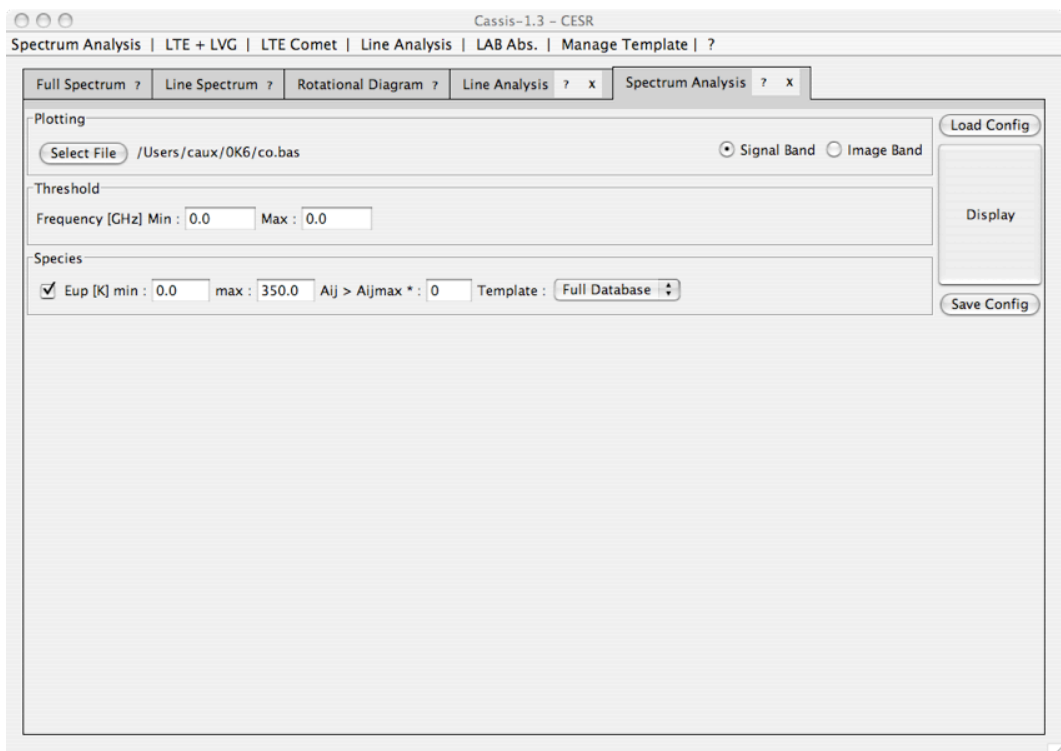 Cassis-1.3 - CESR
Spectrum Analysis | LTE + LVG | LTE Comet | Line Analysis | LAB Abs. | Manage Template | ?
Full Spectrum ? Line Spectrum ? Rotational Diagram ? Line Analysis ? x Spectrum Analysis ? x
Plotting
Load Config
Select File /Users/caux/0K6/co.bas Signal Band Image Band
Threshold
Frequency [GHz] Min : 0.0 Max : 0.0
Display
Species
Eup [K] min : 0.0 max : 350.0 Aij > Aijmax * : 0 Template : Full Database
Save Config